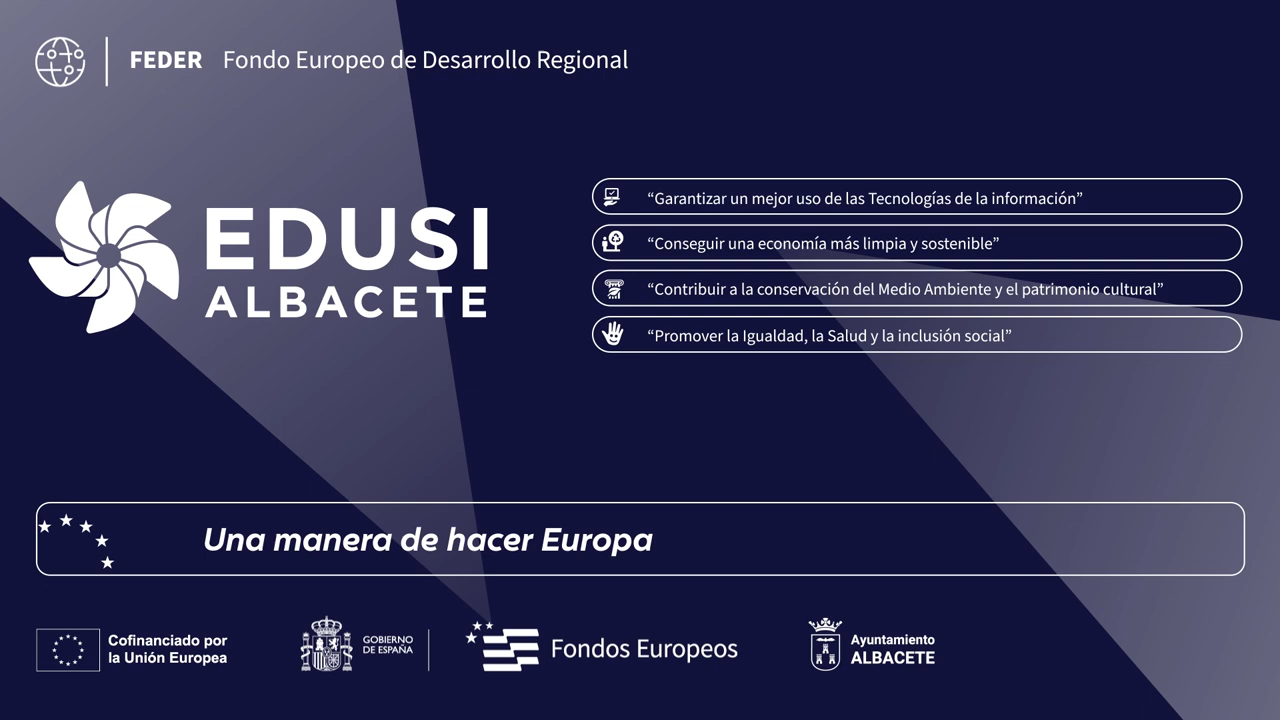 FEDER Fondo Europeo de Desarrollo Regional
EDUSI
ALBACETE
“Garantizar un mejor uso de las Tecnologías de la información”
“Conseguir una economía más limpia y sostenible”
“Contribuir a la conservación del Medio Ambiente y el patrimonio cultural”
“Promover la Igualdad, la Salud y la inclusión social”
Una manera de hacer Europa
Cofinanciado por
la Unión Europea
GOBIERNO
DE ESPAÑA
Fondos Europeos
Ayuntamiento
ALBACETE